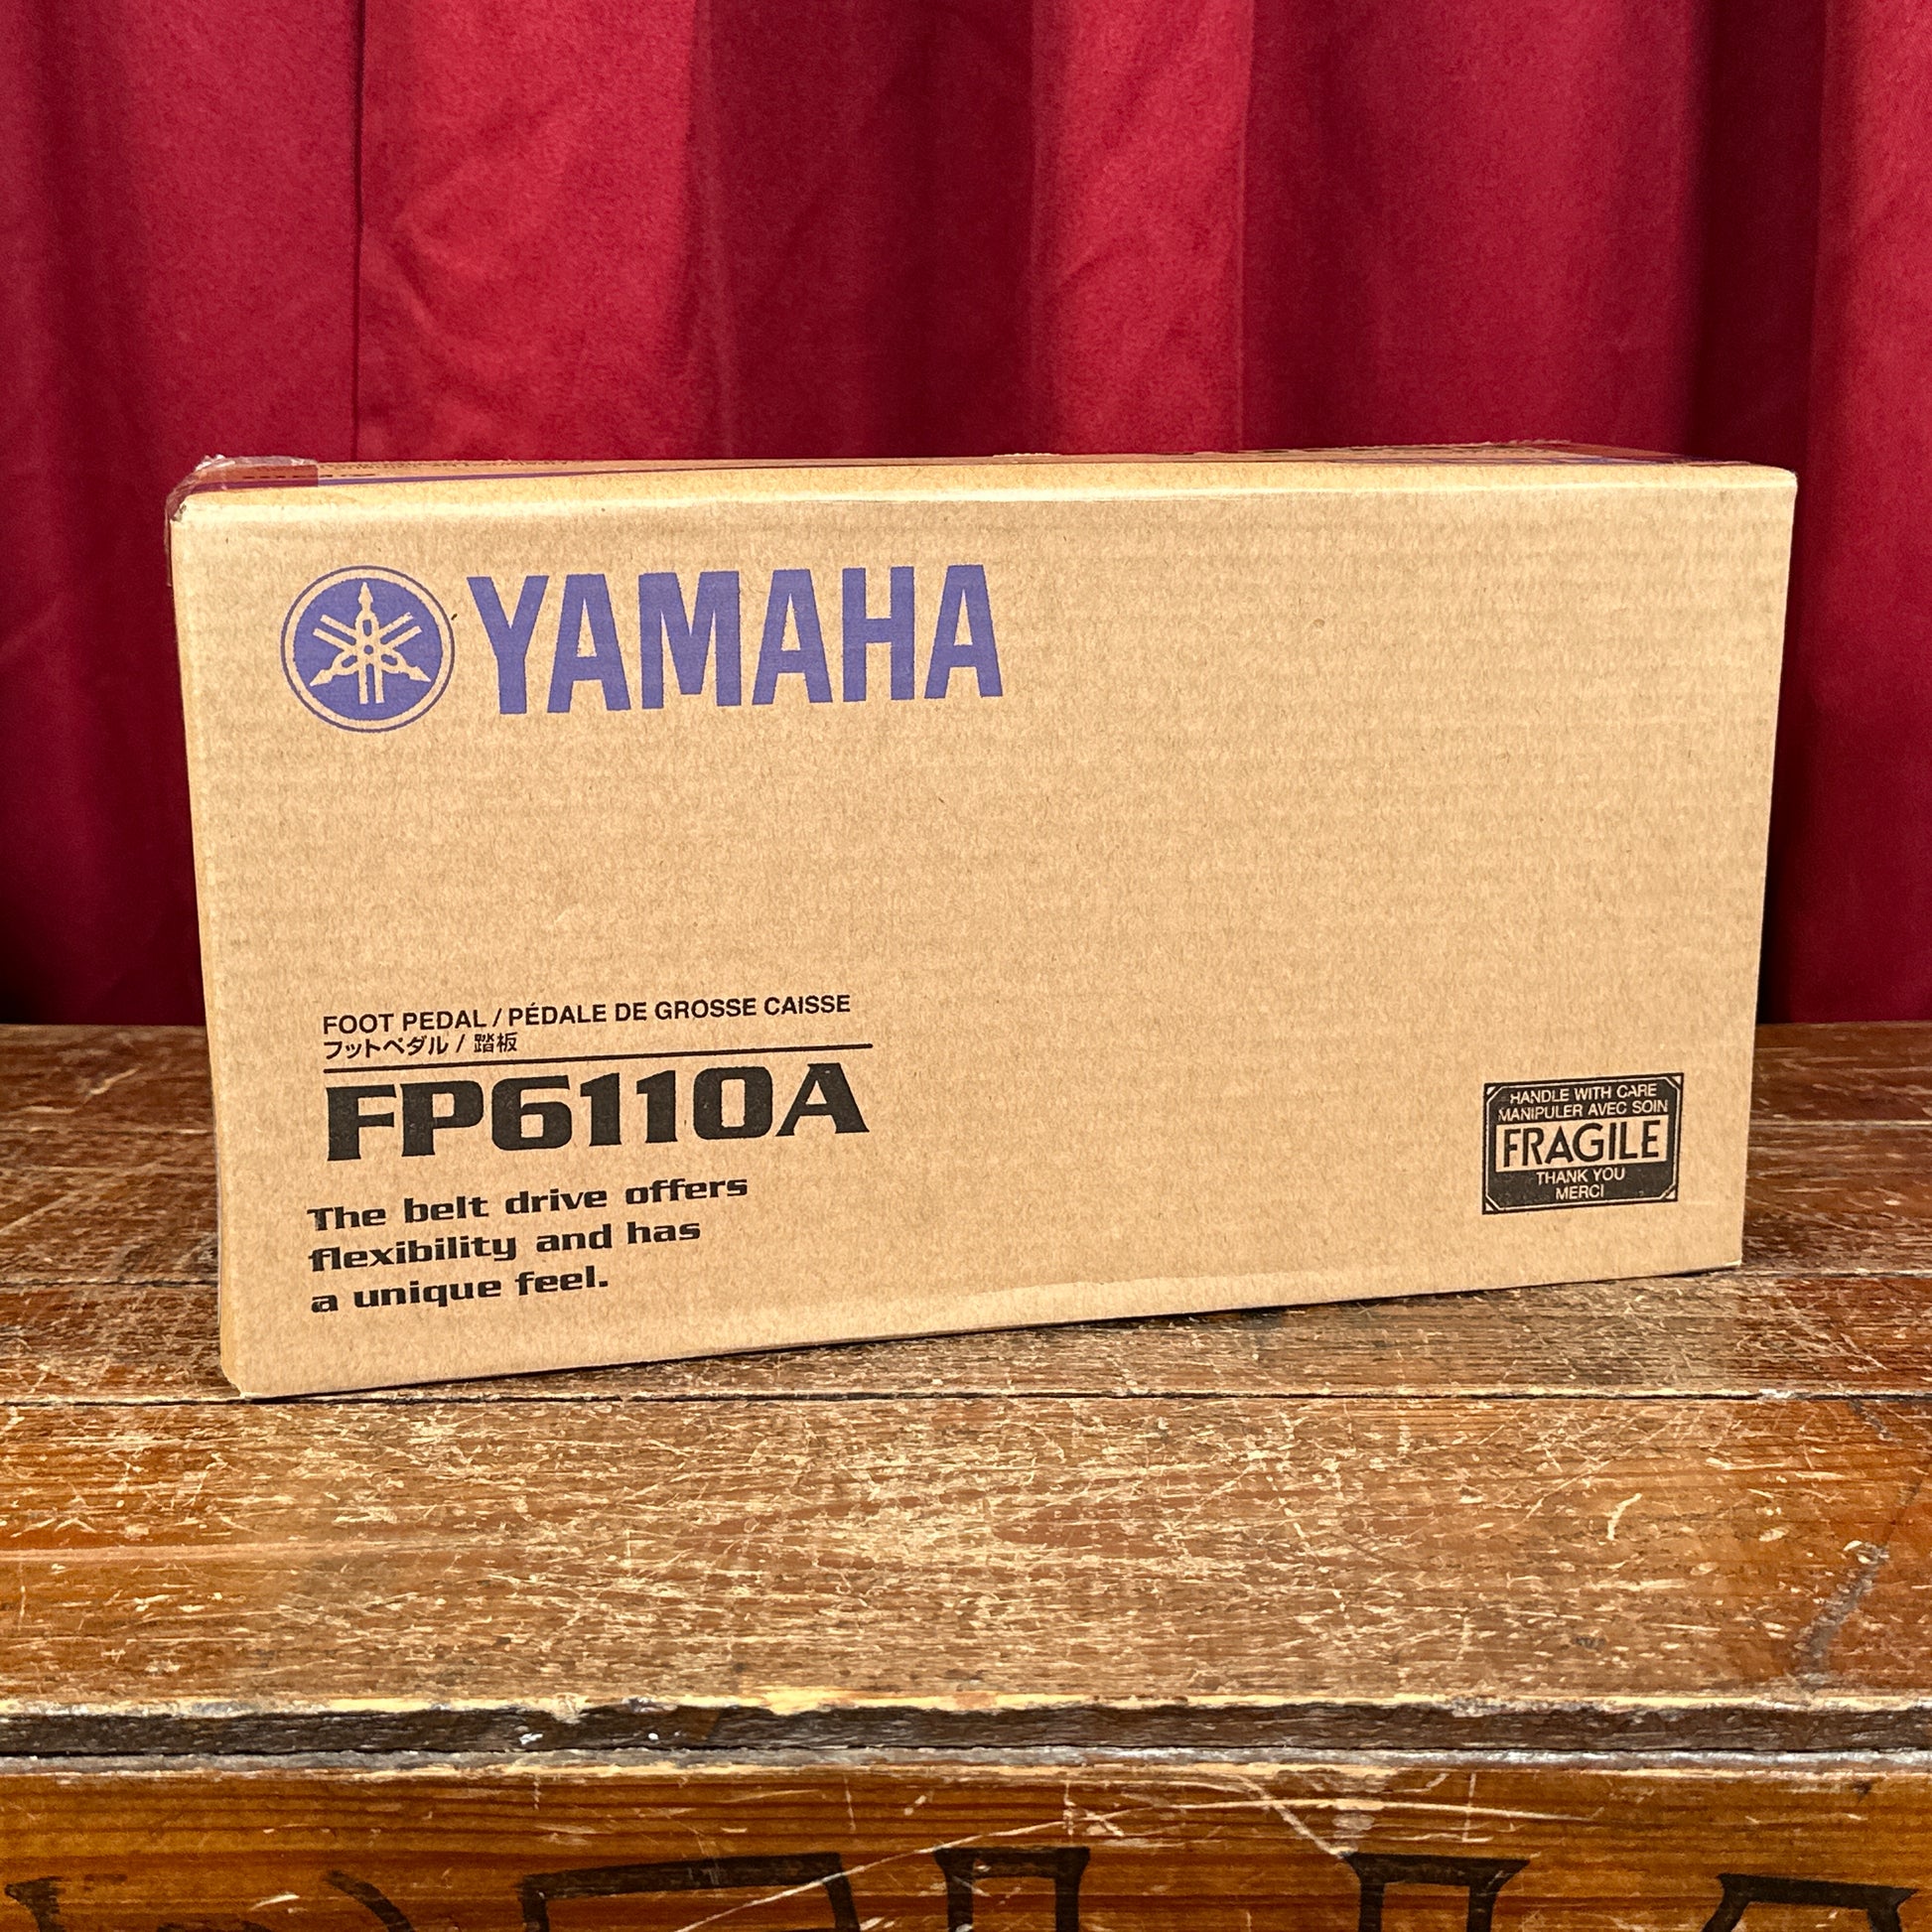 YAMAHA
FOOT PEDAL / PÉDALE DE GROSSE CAISSE
フットペダル / 踏板
FP6110A
The belt drive offers
flexibility and has
a unique feel.
HANDLE WITH CARE
MANIPULER AVEC SOIN
FRAGILE
THANK YOU
MERCI